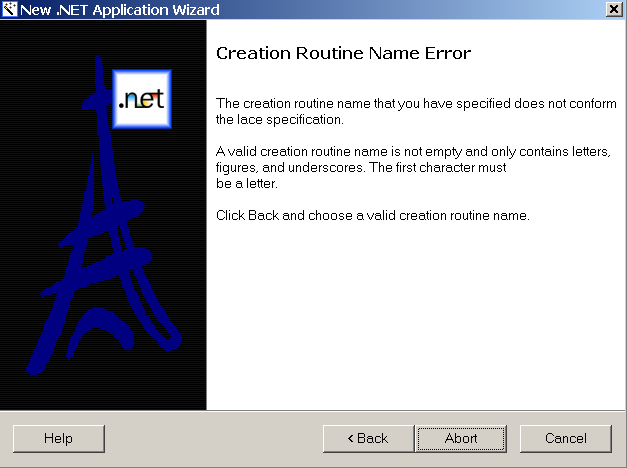 New .NET Application Wizard
.net
Creation Routine Name Error
The creation routine name that you have specified does not conform
the lace specification.
A valid creation routine name is not empty and only contains letters,
figures, and underscores. The first character must
be a letter.
Click Back and choose a valid creation routine name.
Help
< Back
Abort
Cancel